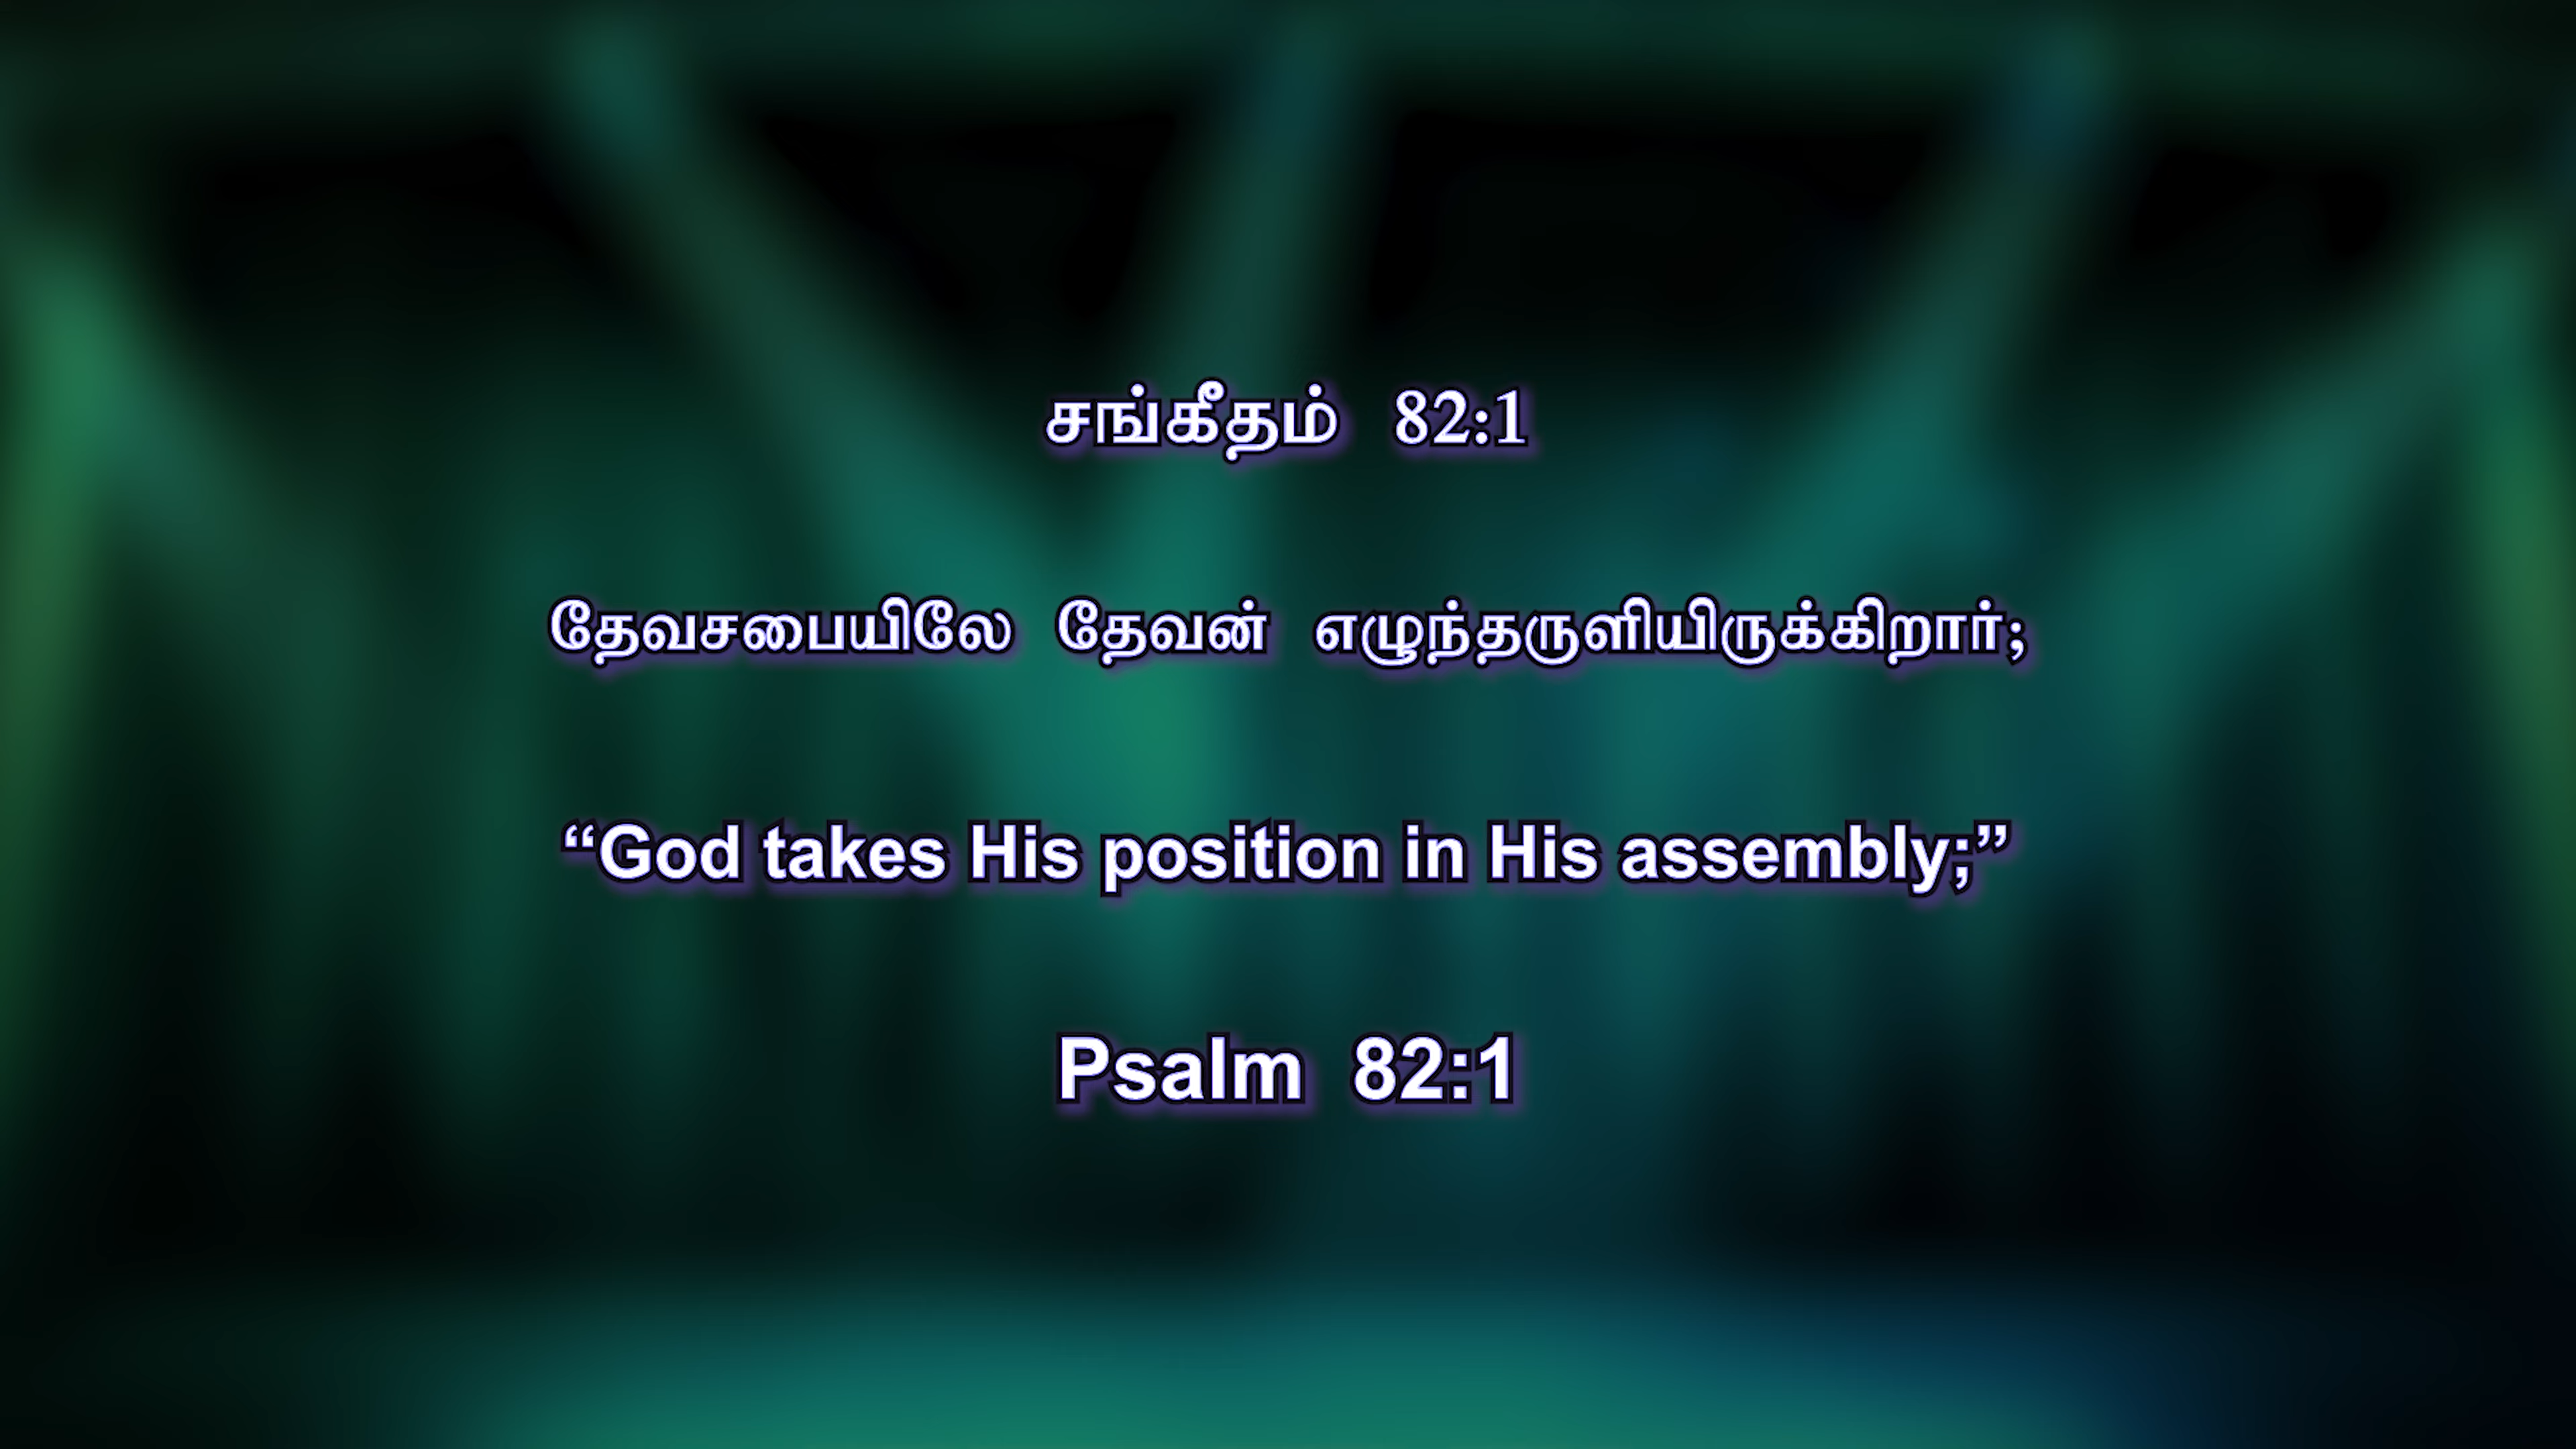 சங்கீதம் 82:1
தேவசபையிலே தேவன் எழுந்தருளியிருக்கிறார்;
“God takes His position in His assembly;”
Psalm 82:1